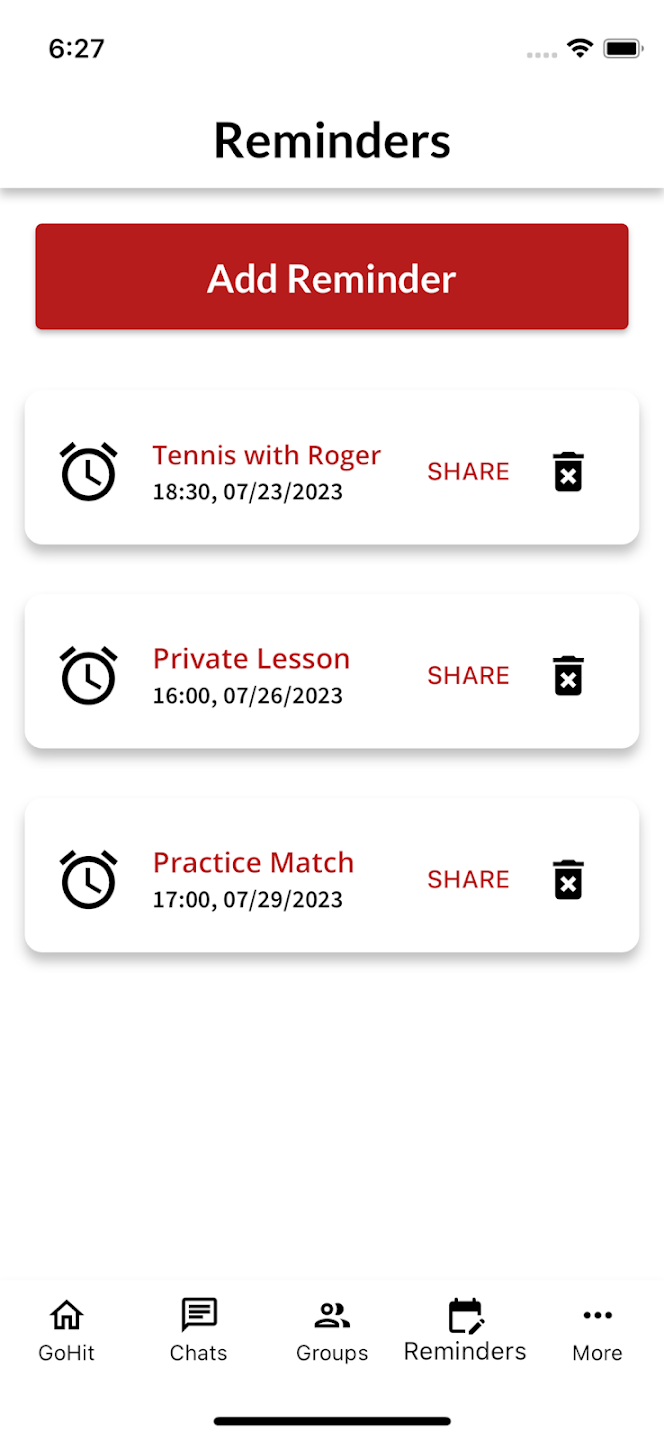 6:27
Reminders
Add Reminder
Tennis with Roger
18:30, 07/23/2023
SHARE
Private Lesson
16:00, 07/26/2023
SHARE
Practice Match
17:00, 07/29/2023
SHARE
GoHit
Chats
Groups
Reminders
More